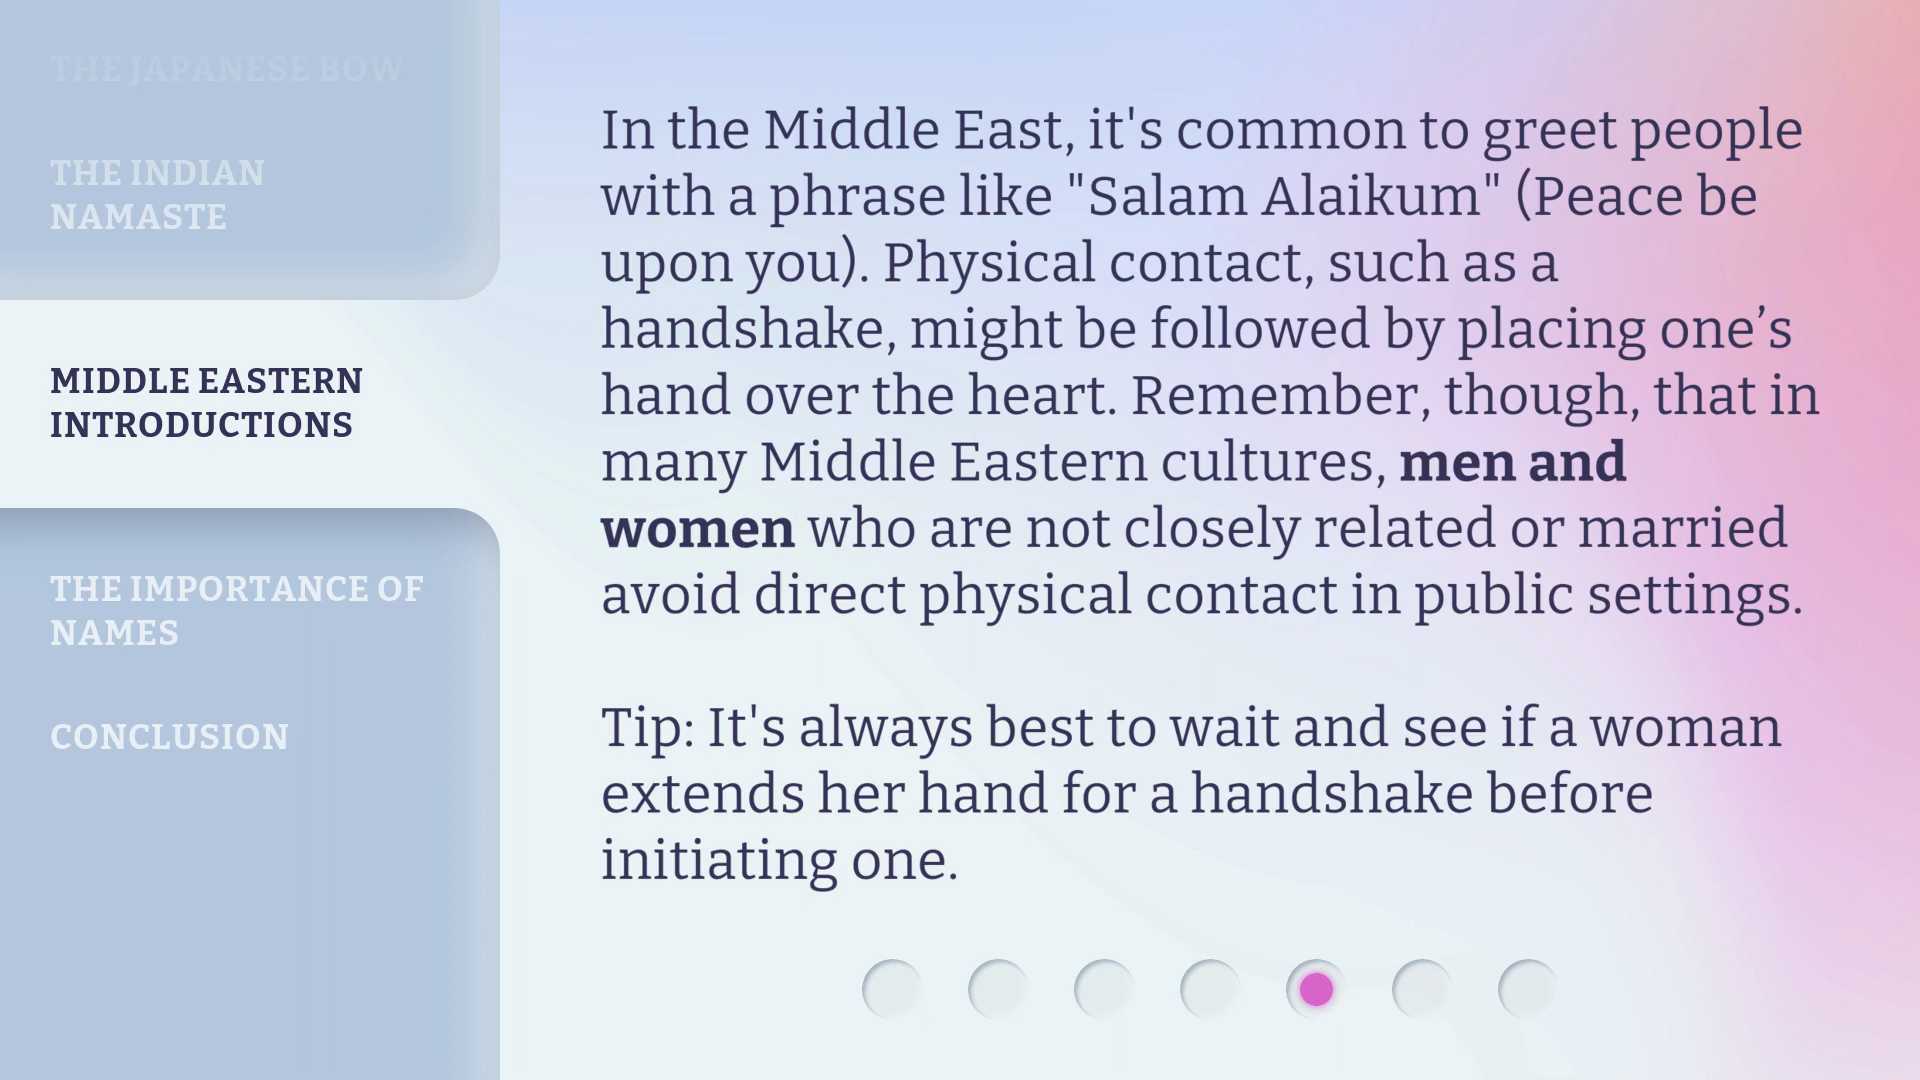 THE JAPANESE BOW
THE INDIAN
NAMASTE
MIDDLE EASTERN
INTRODUCTIONS
THE IMPORTANCE OF
NAMES
CONCLUSION
In the Middle East, it's common to greet people
with a phrase like "Salam Alaikum" (Peace be
upon you). Physical contact, such as a
handshake, might be followed by placing one’s
hand over the heart. Remember, though, that in
many Middle Eastern cultures, men and
women who are not closely related or married
avoid direct physical contact in public settings.
Tip: It's always best to wait and see if a woman
extends her hand for a handshake before
initiating one.